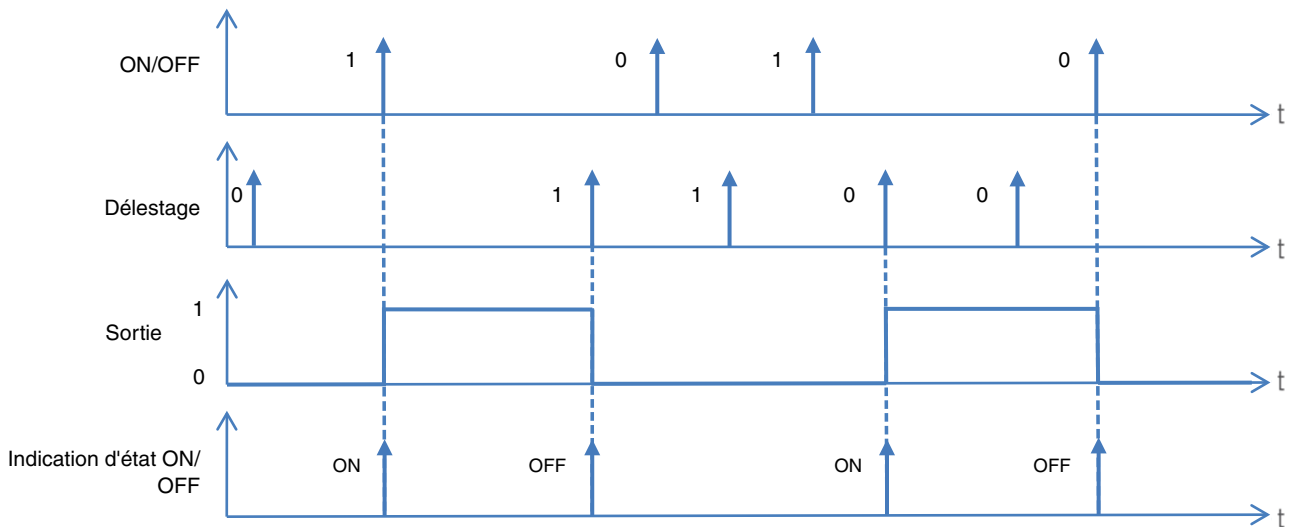 ON/OFF
1
0
1
0
t
Délestage
0
1
1
0
0
t
Sortie
1
0
t
Indication d'état ON/
OFF
ON
OFF
ON
OFF
t